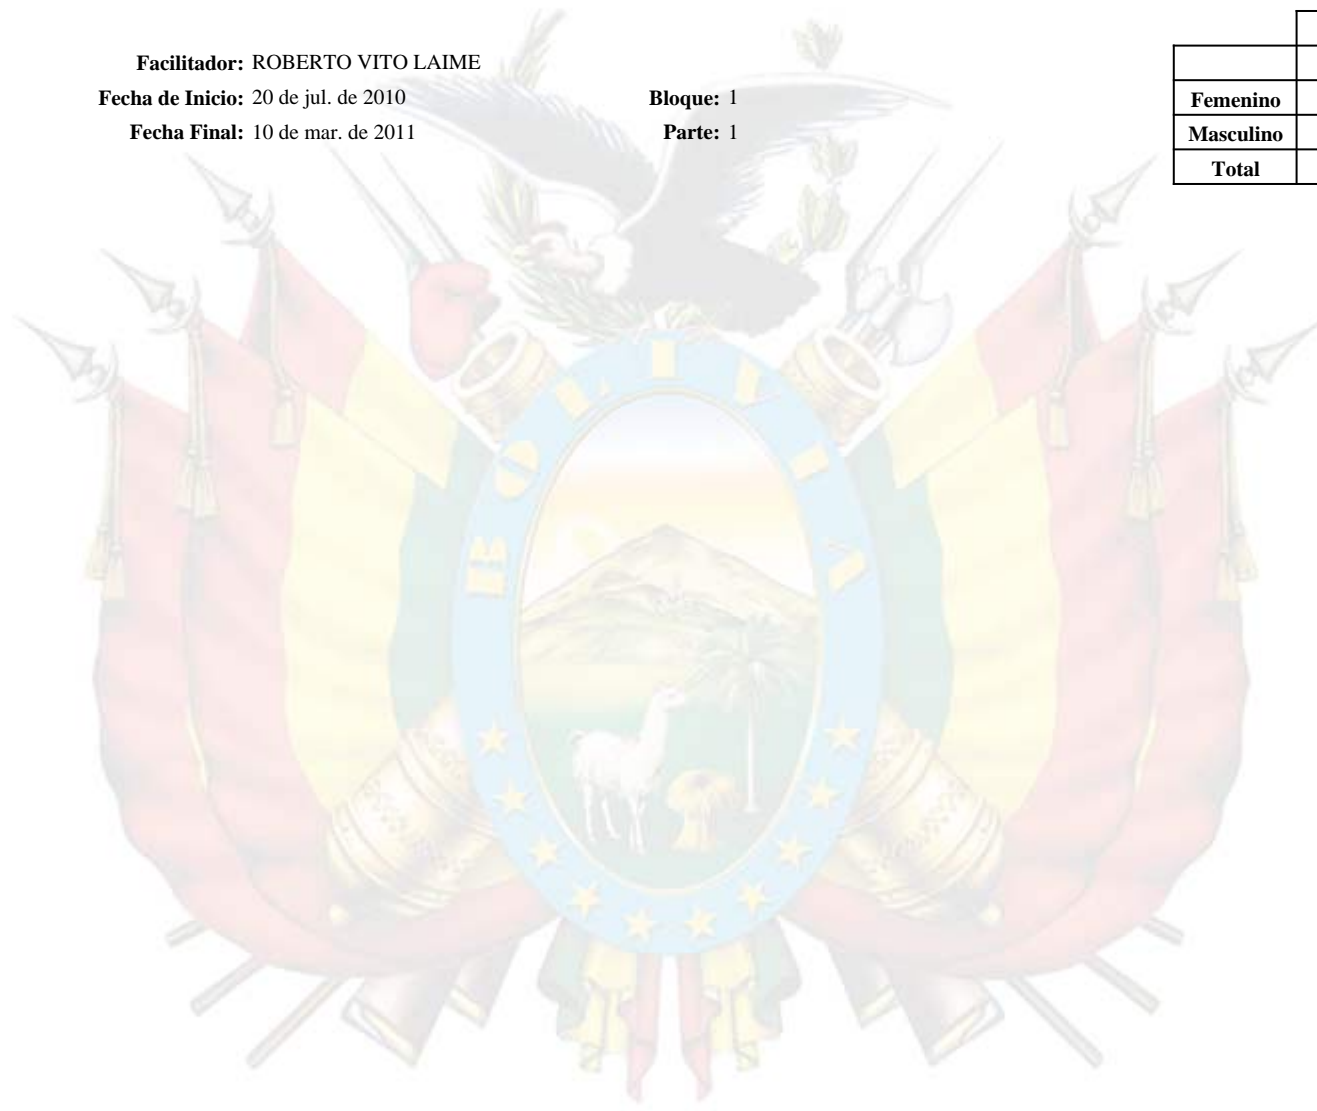 Facilitador: ROBERTO VITO LAIME
Fecha de Inicio: 20 de jul. de 2010 Bloque: 1
Fecha Final: 10 de mar. de 2011 Parte: 1
Femenino
Masculino
Total
BOLIVIA